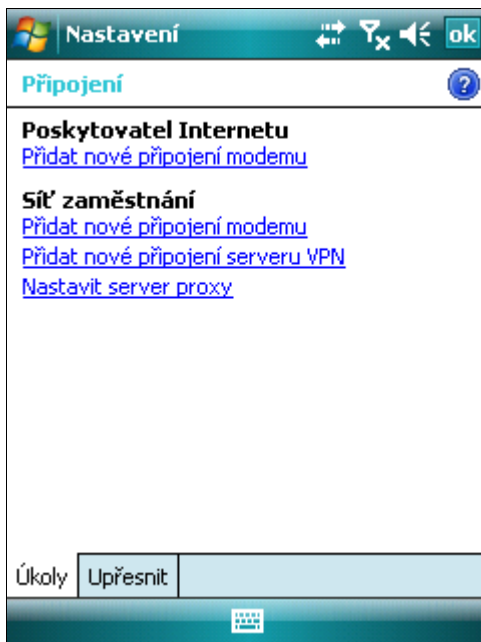 Nastavení
ok
Připojení
?
Poskytovatel Internetu
Přidat nové připojení modemu
Síť zaměstnání
Přidat nové připojení modemu
Přidat nové připojení serveru VPN
Nastavit server proxy
Úkoly
Upřesnit